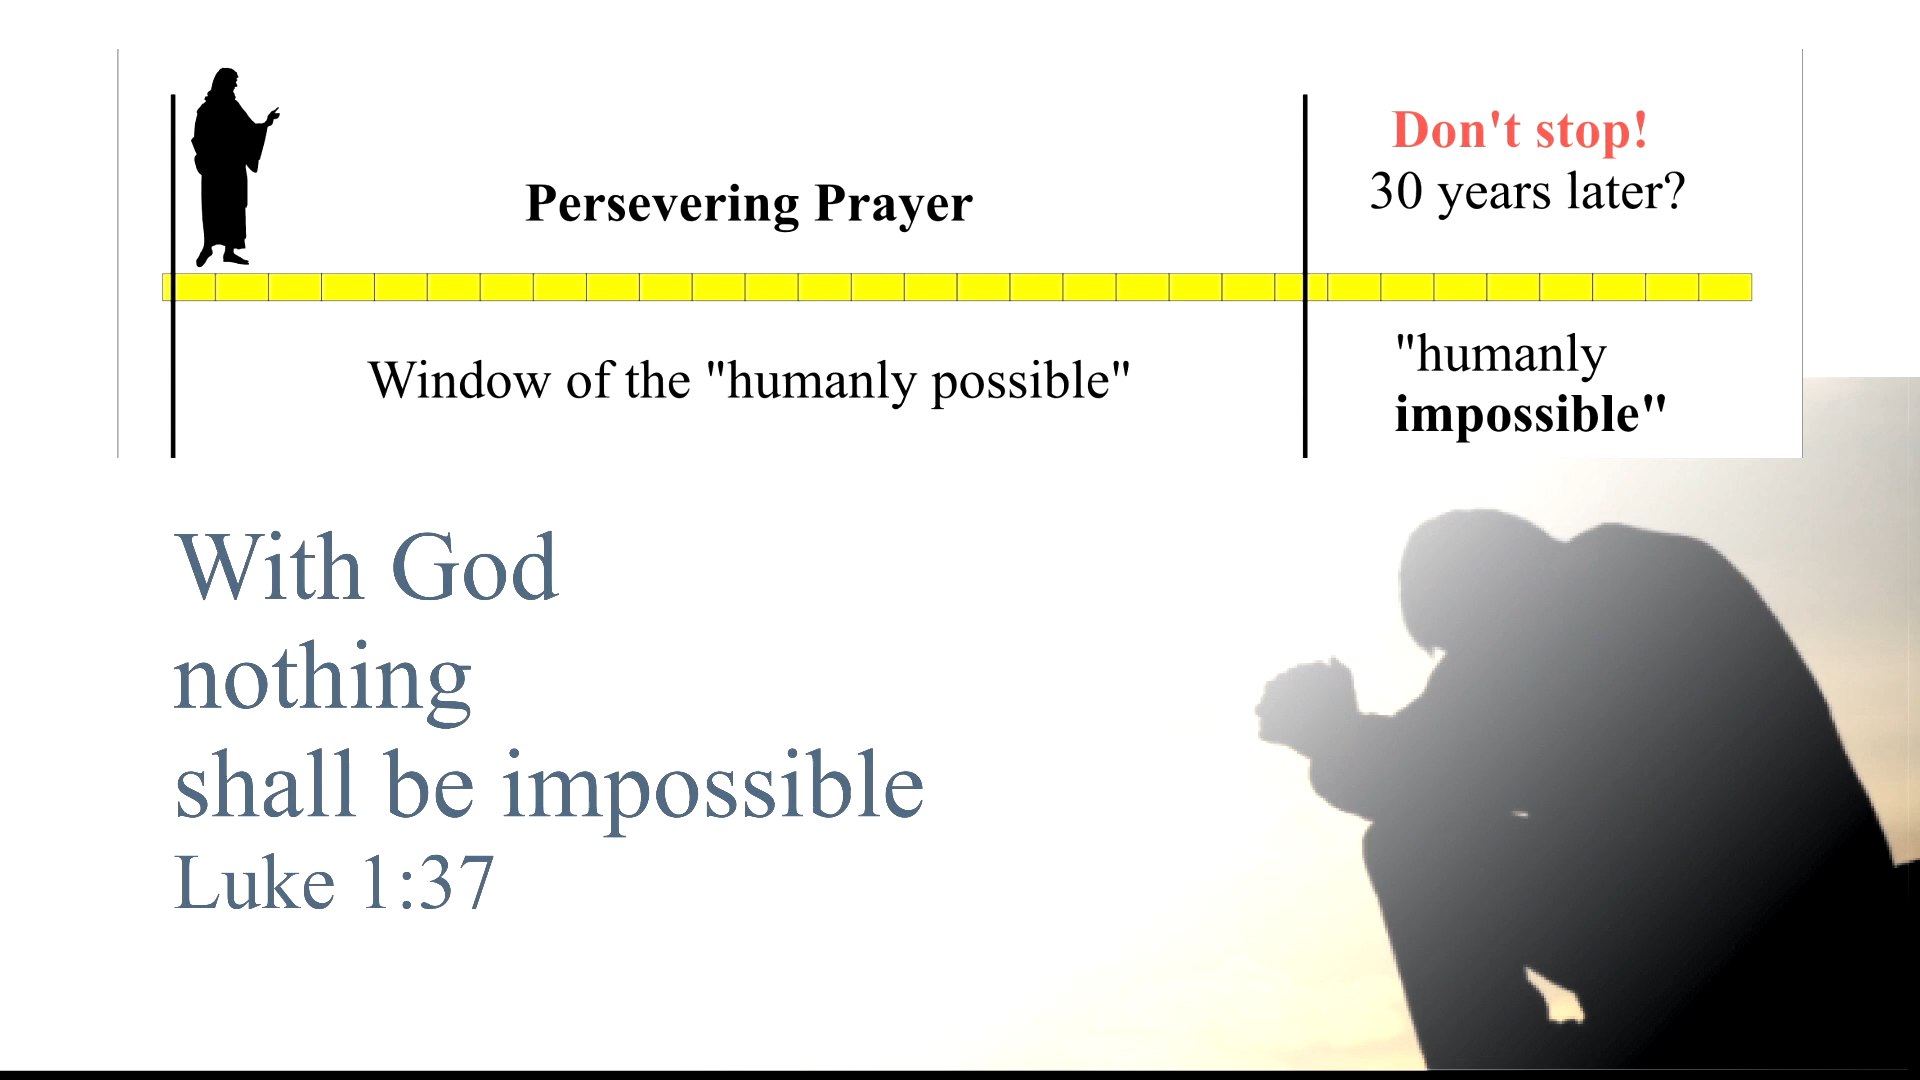 Don't stop!
30 years later?
Persevering Prayer
Window of the "humanly possible"
"humanly
impossible"
With God
nothing
shall be impossible
Luke 1:37